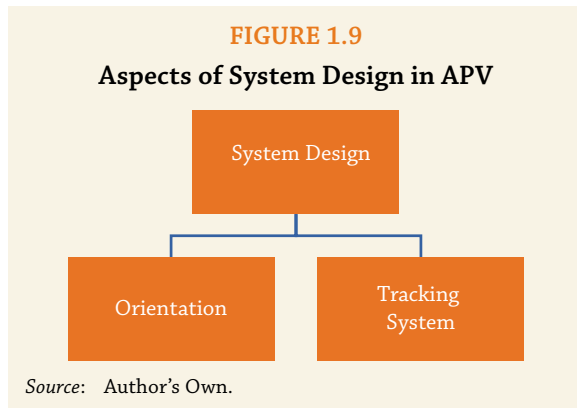 FIGURE 1.9
Aspects of System Design in APV
System Design
Orientation
Tracking
System
Source: Author's Own.